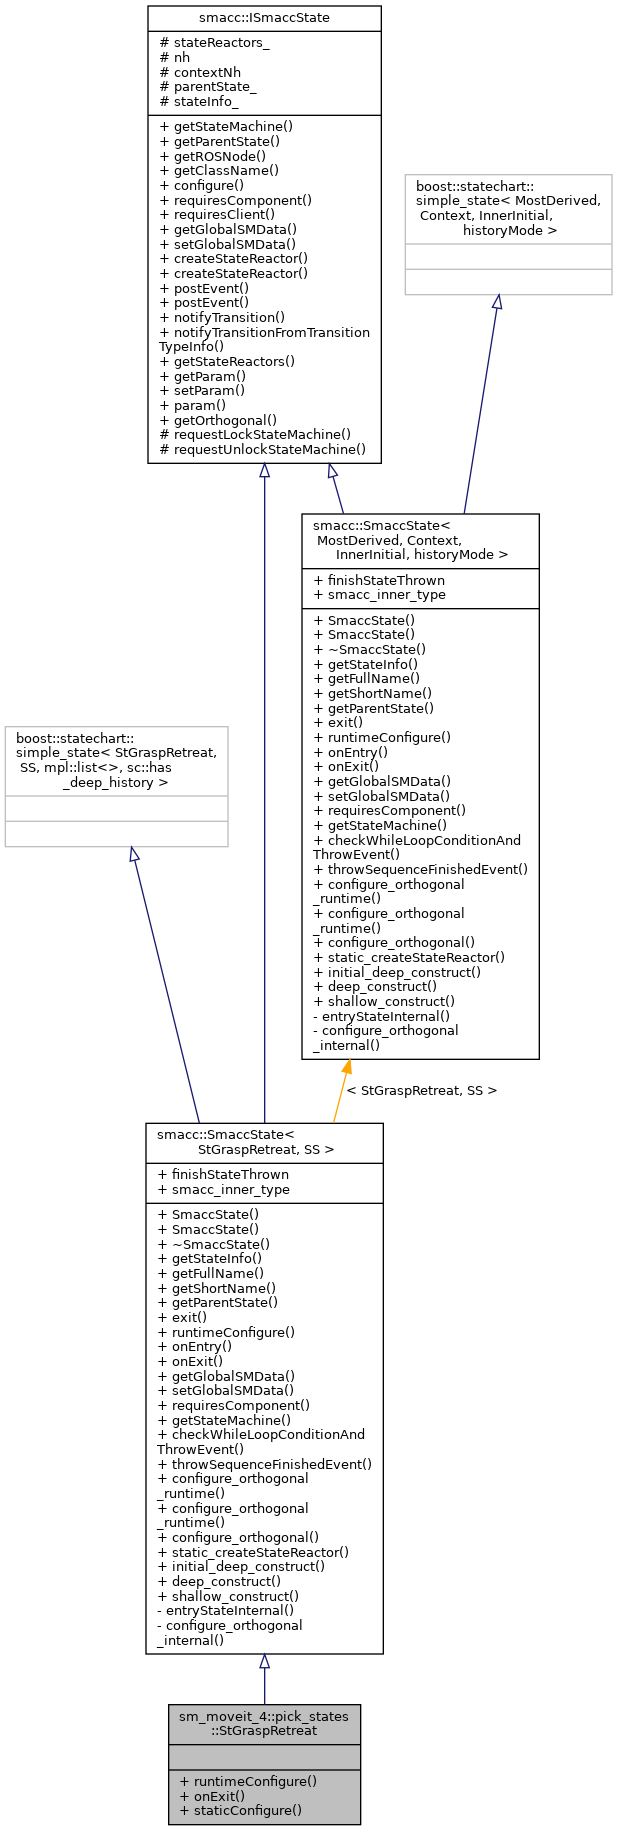 smacc::ISmaccState
# stateReactors_
# nh
# contextNh
# parentState_
# stateInfo_
+ getStateMachine()
+ getParentState()
+ getROSNode()
+ getClassName()
+ configure()
+ requiresComponent()
+ requiresClient()
+ getGlobalSMData()
+ setGlobalSMData()
+ createStateReactor()
+ createStateReactor()
+ postEvent()
+ postEvent()
+ notifyTransition()
+ notifyTransitionFromTransition
TypeInfo()
+ getStateReactors()
+ getParam()
+ setParam()
+ param()
+ getOrthogonal()
# requestLockStateMachine()
# requestUnlockStateMachine()
boost::statechart::
simple_state< MostDerived,
Context, InnerInitial,
historyMode >
smacc::SmaccState<
MostDerived, Context,
InnerInitial, historyMode >
+ finishStateThrown
+ smacc_inner_type
+ SmaccState()
+ SmaccState()
+ ~SmaccState()
+ getStateInfo()
+ getFullName()
+ getShortName()
+ getParentState()
+ exit()
+ runtimeConfigure()
+ onEntry()
+ onExit()
+ getGlobalSMData()
+ setGlobalSMData()
+ requiresComponent()
+ getStateMachine()
+ checkWhileLoopConditionAnd
ThrowEvent()
+ throwSequenceFinishedEvent()
+ configure_orthogonal
_runtime()
+ configure_orthogonal
_runtime()
+ configure_orthogonal()
+ static_createStateReactor()
+ initial_deep_construct()
+ deep_construct()
+ shallow_construct()
- entryStateInternal()
- configure_orthogonal
_internal()
boost::statechart::
simple_state< StGraspRetreat,
SS, mpl::list<>, sc::has
_deep_history >
< StGraspRetreat, SS >
smacc::SmaccState<
StGraspRetreat, SS >
+ finishStateThrown
+ smacc_inner_type
+ SmaccState()
+ SmaccState()
+ ~SmaccState()
+ getStateInfo()
+ getFullName()
+ getShortName()
+ getParentState()
+ exit()
+ runtimeConfigure()
+ onEntry()
+ onExit()
+ getGlobalSMData()
+ setGlobalSMData()
+ requiresComponent()
+ getStateMachine()
+ checkWhileLoopConditionAnd
ThrowEvent()
+ throwSequenceFinishedEvent()
+ configure_orthogonal
_runtime()
+ configure_orthogonal
_runtime()
+ configure_orthogonal()
+ static_createStateReactor()
+ initial_deep_construct()
+ deep_construct()
+ shallow_construct()
- entryStateInternal()
- configure_orthogonal
_internal()
sm_moveit_4::pick_states
::StGraspRetreat
+ runtimeConfigure()
+ onExit()
+ staticConfigure()